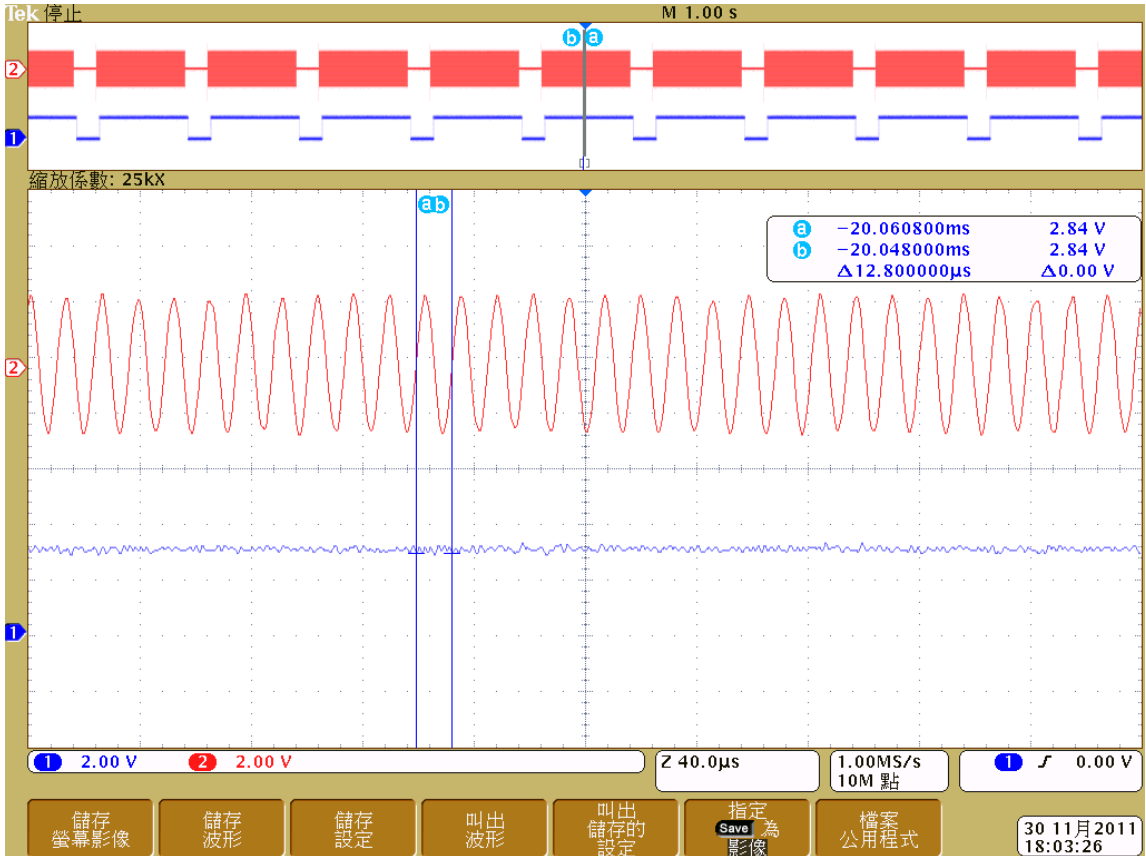 Tek 停止
M 1.00 s
b a
2
1
縮放係數: 25kX
a b
a −20.060800ms 2.84 V
b −20.048000ms 2.84 V
Δ12.800000µs Δ0.00 V
2
1
1 2.00 V 2 2.00 V
Z 40.0µs
1.00MS/s
10M 點
1 0.00 V
儲存
螢幕影像
儲存
波形
儲存
設定
叫出
波形
叫出
儲存的
設定
指定
Save 為
影像
檔案
公用程式
30 11月2011
18:03:26